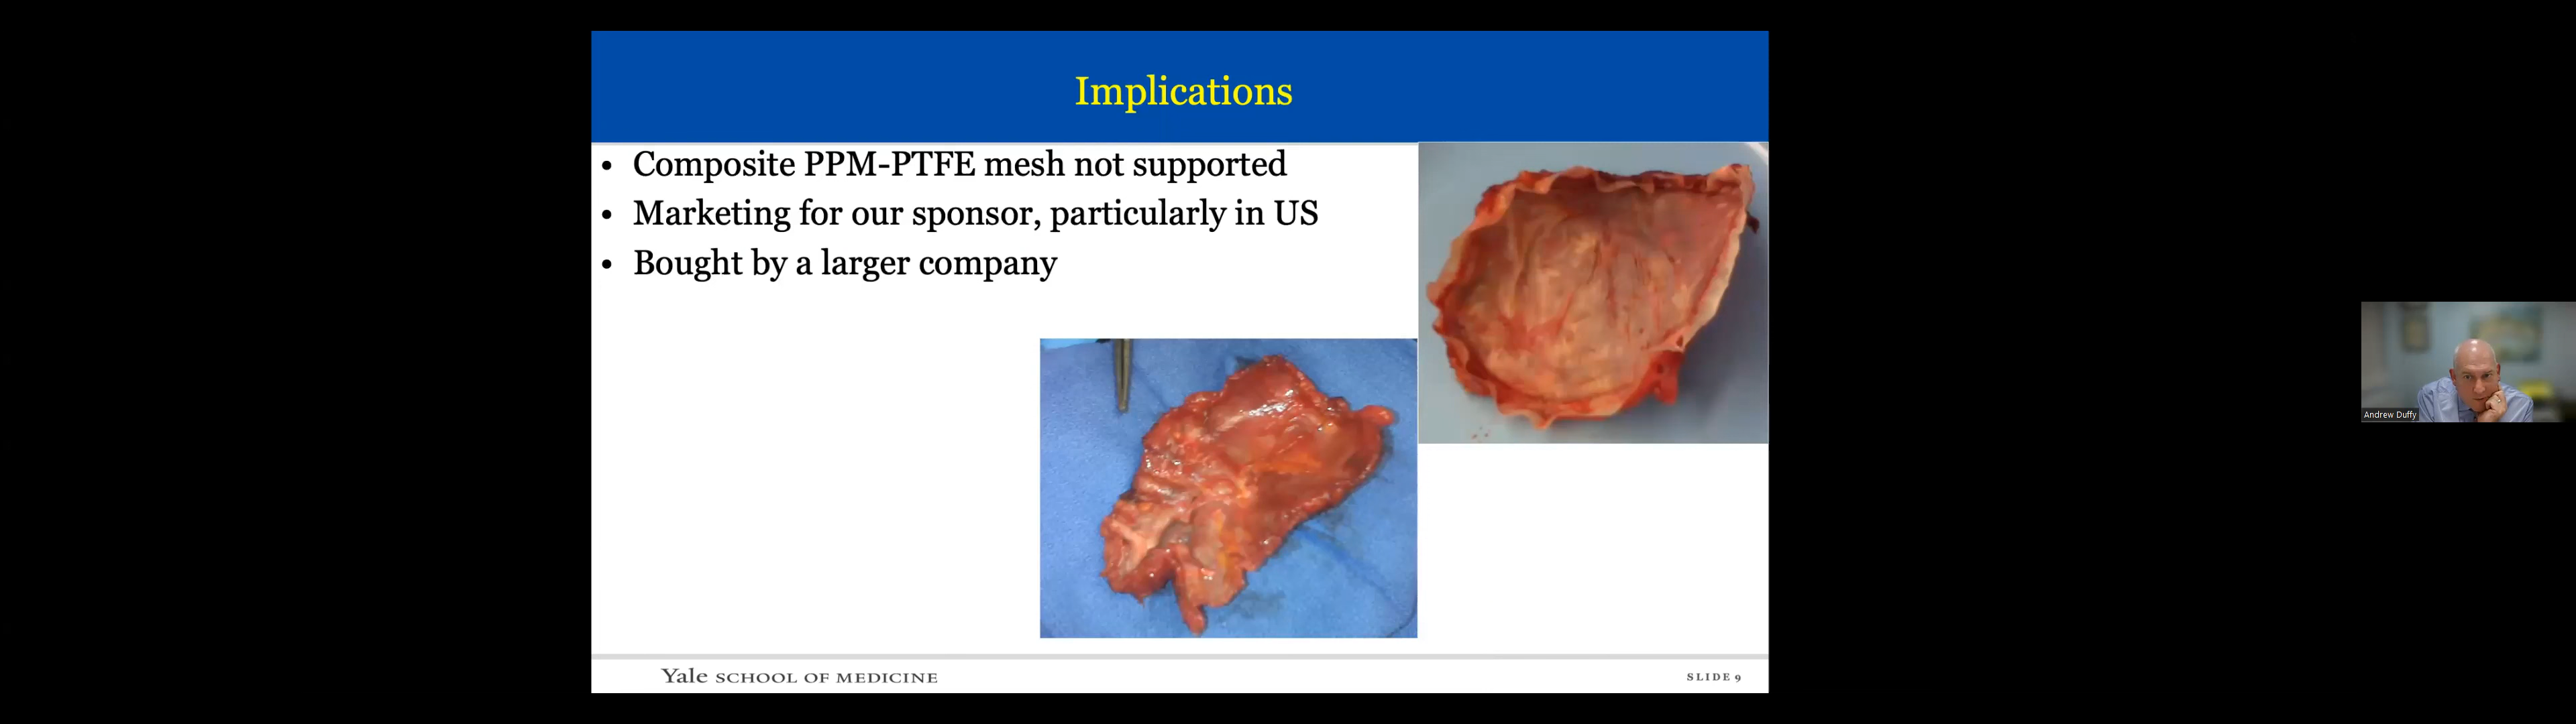 Implications
• Composite PPM-PTFE mesh not supported
• Marketing for our sponsor, particularly in US
• Bought by a larger company
Andrew Duffy
Yale SCHOOL OF MEDICINE
SLIDE 9